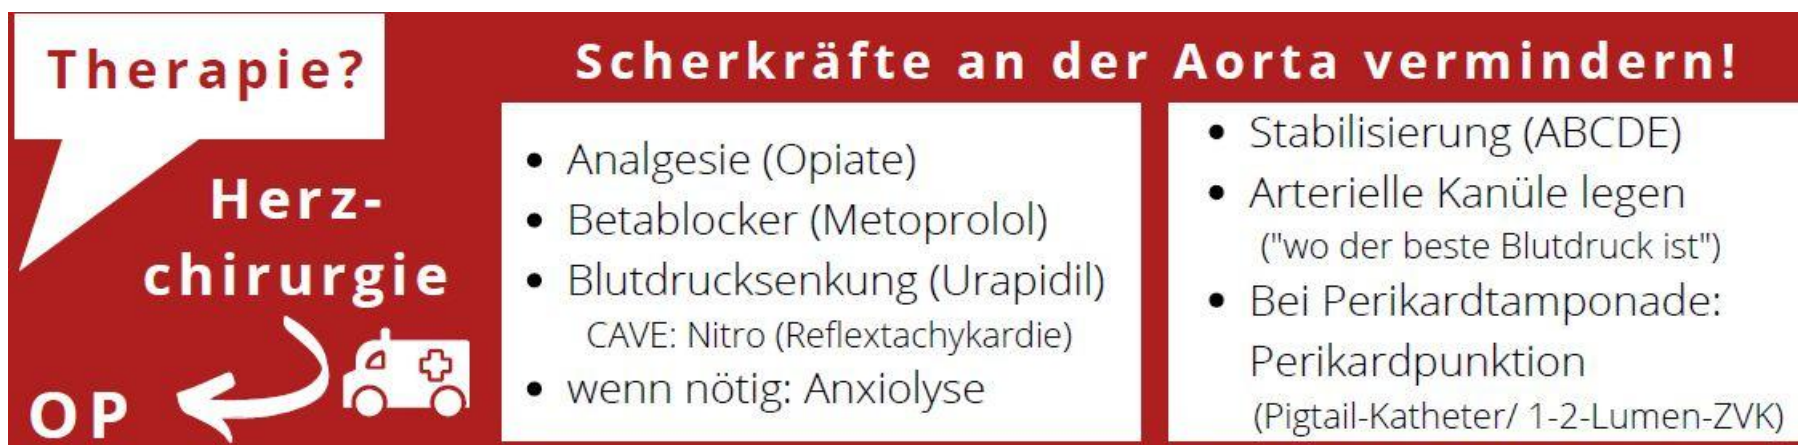 Therapie?
Herz-
chirurgie
OP
Scherkräfte an der Aorta vermindern!
• Analgesie (Opiate)
• Betablocker (Metoprolol)
• Blutdrucksenkung (Urapidil)
CAVE: Nitro (Reflextachykardie)
• wenn nötig: Anxiolyse
• Stabilisierung (ABCDE)
• Arterielle Kanüle legen
("wo der beste Blutdruck ist")
• Bei Perikardtamponade:
Perikardpunktion
(Pigtail-Katheter/ 1-2-Lumen-ZVK)